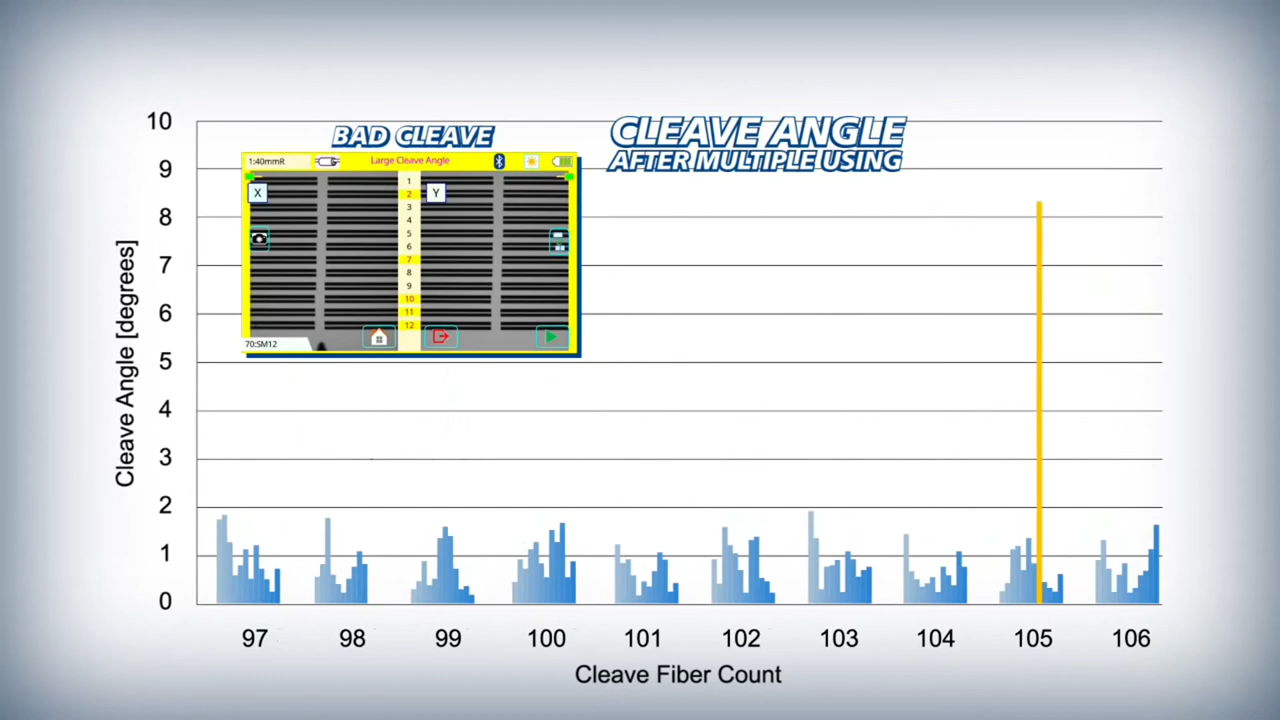 BAD CLEAVE
CLEAVE ANGLE
AFTER MULTIPLE USING
1:40mmR
Large Cleave Angle
X
Y
1
2
3
4
5
6
7
8
9
10
11
12
70:SM12
Cleave Angle [degrees]
10
9
8
7
6
5
4
3
2
1
0
97 98 99 100 101 102 103 104 105 106
Cleave Fiber Count